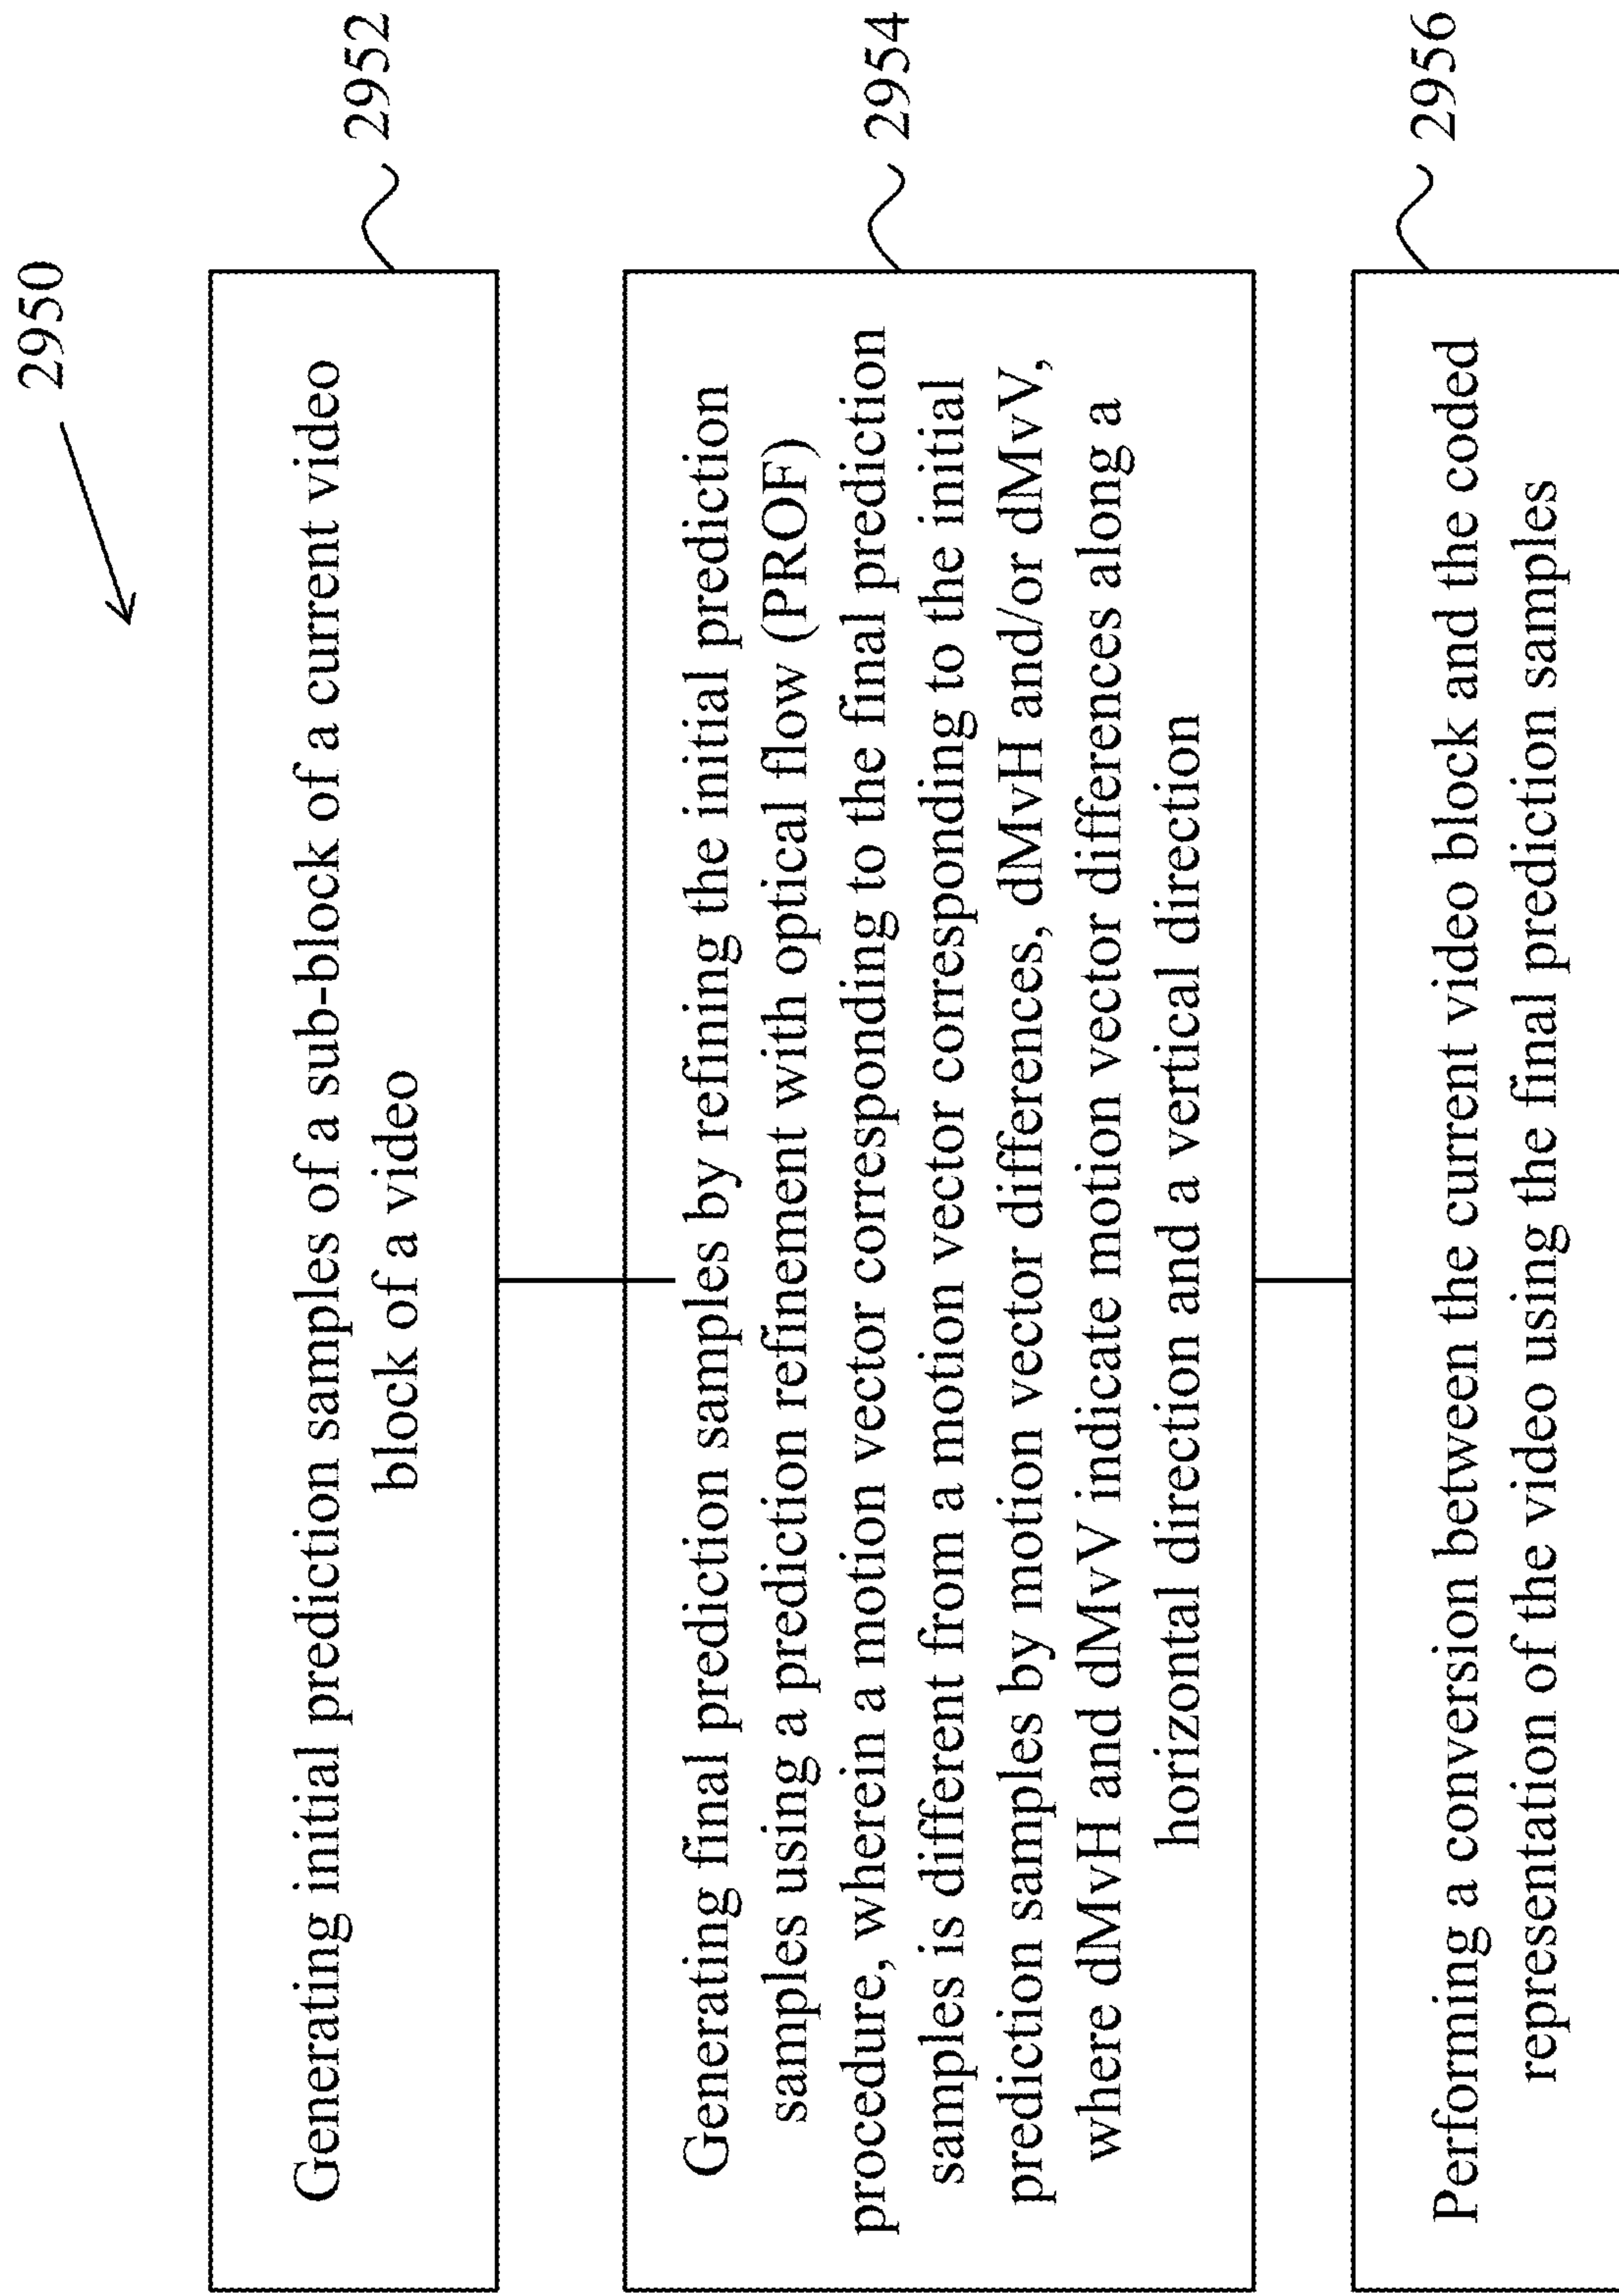 2950
Generating initial prediction samples of a sub-block of a current video
block of a video
2952
Generating final prediction samples by refining the initial prediction
samples using a prediction refinement with optical flow (PROF)
procedure, wherein a motion vector corresponding to the final prediction
samples is different from a motion vector corresponding to the initial
prediction samples by motion vector differences, dMvH and/or dMvV,
where dMvH and dMvV indicate motion vector differences along a
horizontal direction and a vertical direction
2954
Performing a conversion between the current video block and the coded
representation of the video using the final prediction samples
2956